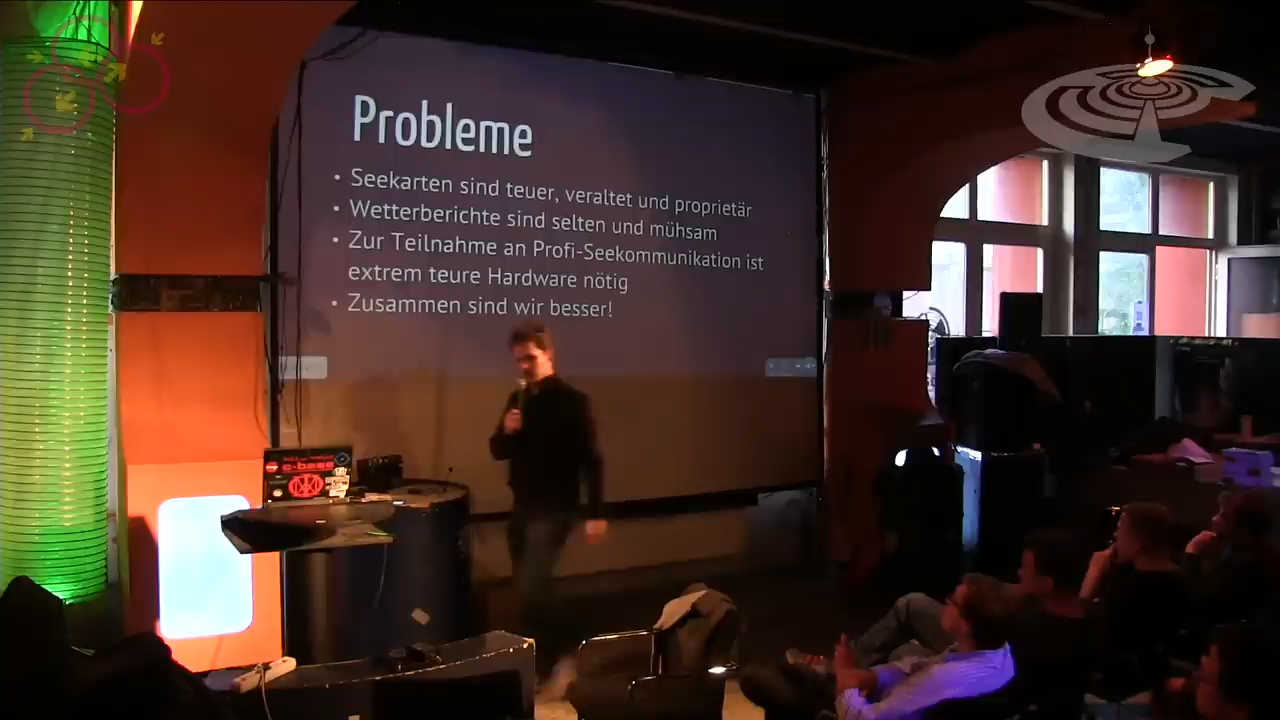 Probleme
• Seekarten sind teuer, veraltet und proprietär
• Wetterberichte sind selten und mühsam
• Zur Teilnahme an Profi-Seekommunikation ist
extrem teure Hardware nötig
• Zusammen sind wir besser!
c-base